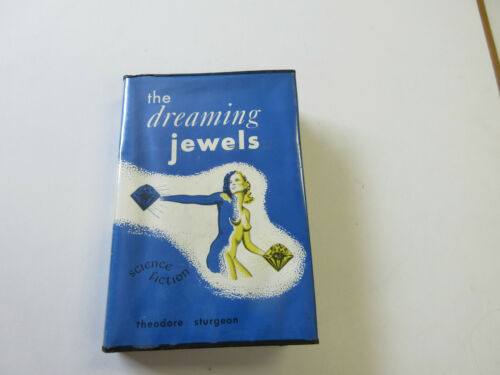 the
dreaming
jewels
science
fiction
theodore sturgeon